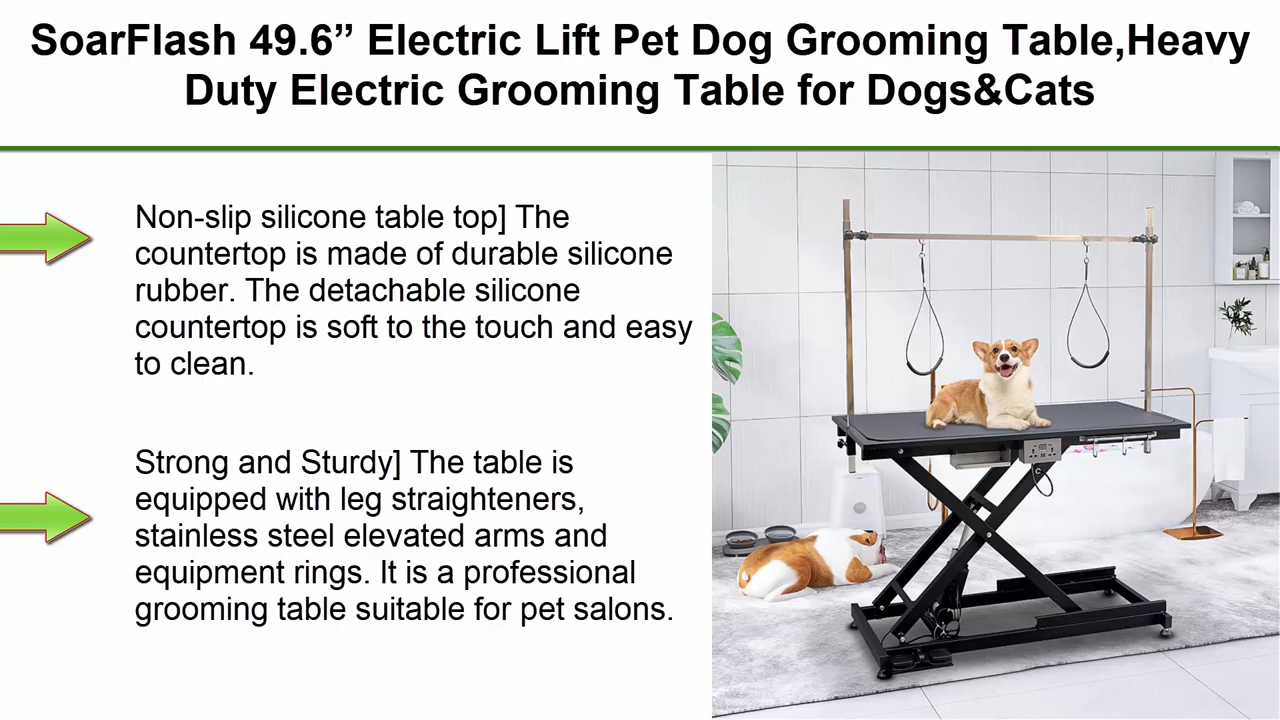 SoarFlash 49.6” Electric Lift Pet Dog Grooming Table,Heavy
Duty Electric Grooming Table for Dogs&Cats
Non-slip silicone table top] The
countertop is made of durable silicone
rubber. The detachable silicone
countertop is soft to the touch and easy
to clean.
Strong and Sturdy] The table is
equipped with leg straighteners,
stainless steel elevated arms and
equipment rings. It is a professional
grooming table suitable for pet salons.